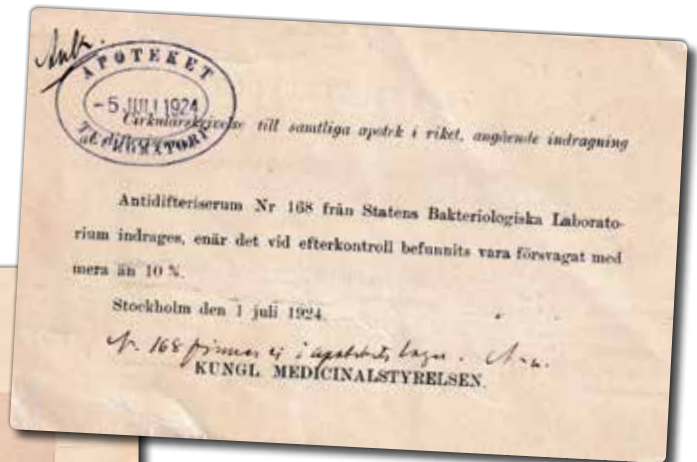 Ank.
APOTEKET
-5 JULI 1924
Cirkulärskrivelse till samtliga apotek i riket, angående indragning
av
Antidifteriserum Nr 168 från Statens Bakteriologiska Laborato-
rium indrages, enär det vid efterkontroll befunnits vara försvagat med
mera än 10 %.
Stockholm den 1 juli 1924.
Nr. 168 finnes ej i apotekets lager.
KUNGL MEDICINALSTYRELSEN.